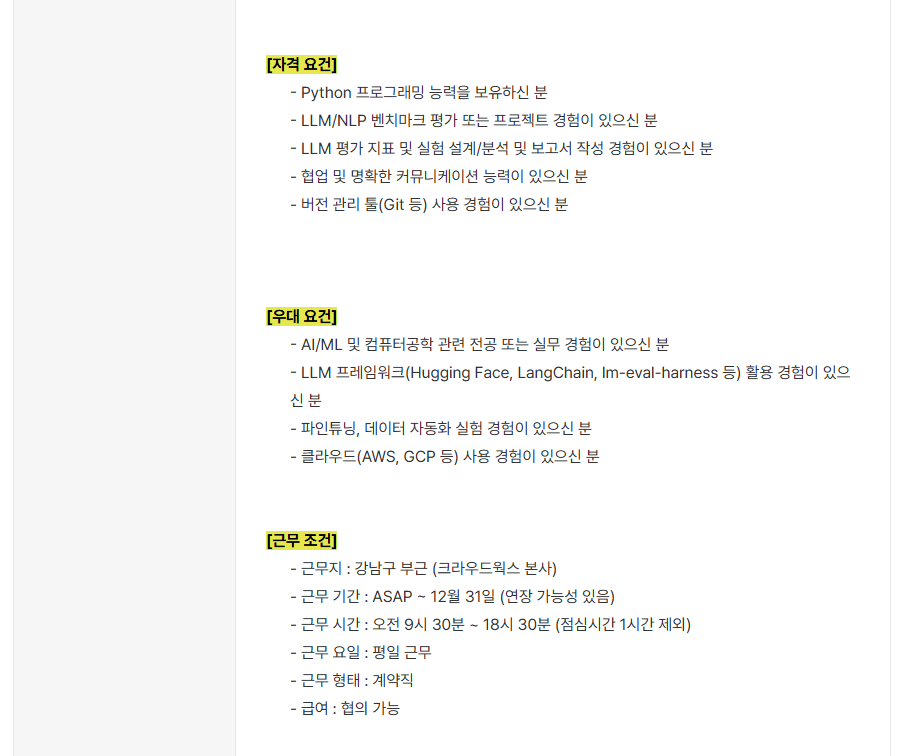 [자격 요건]
- Python 프로그래밍 능력을 보유하신 분
- LLM/NLP 벤치마크 평가 또는 프로젝트 경험이 있으신 분
- LLM 평가 지표 및 실험 설계/분석 및 보고서 작성 경험이 있으신 분
- 협업 및 명확한 커뮤니케이션 능력이 있으신 분
- 버전 관리 툴(Git 등) 사용 경험이 있으신 분
[우대 요건]
- AI/ML 및 컴퓨터공학 관련 전공 또는 실무 경험이 있으신 분
- LLM 프레임워크(Hugging Face, LangChain, lm-eval-harness 등) 활용 경험이 있으
신 분
- 파인튜닝, 데이터 자동화 실험 경험이 있으신 분
- 클라우드(AWS, GCP 등) 사용 경험이 있으신 분
[근무 조건]
- 근무지 : 강남구 부근 (크라우드웍스 본사)
- 근무 기간 : ASAP ~ 12월 31일 (연장 가능성 있음)
- 근무 시간 : 오전 9시 30분 ~ 18시 30분 (점심시간 1시간 제외)
- 근무 요일 : 평일 근무
- 근무 형태 : 계약직
- 급여 : 협의 가능